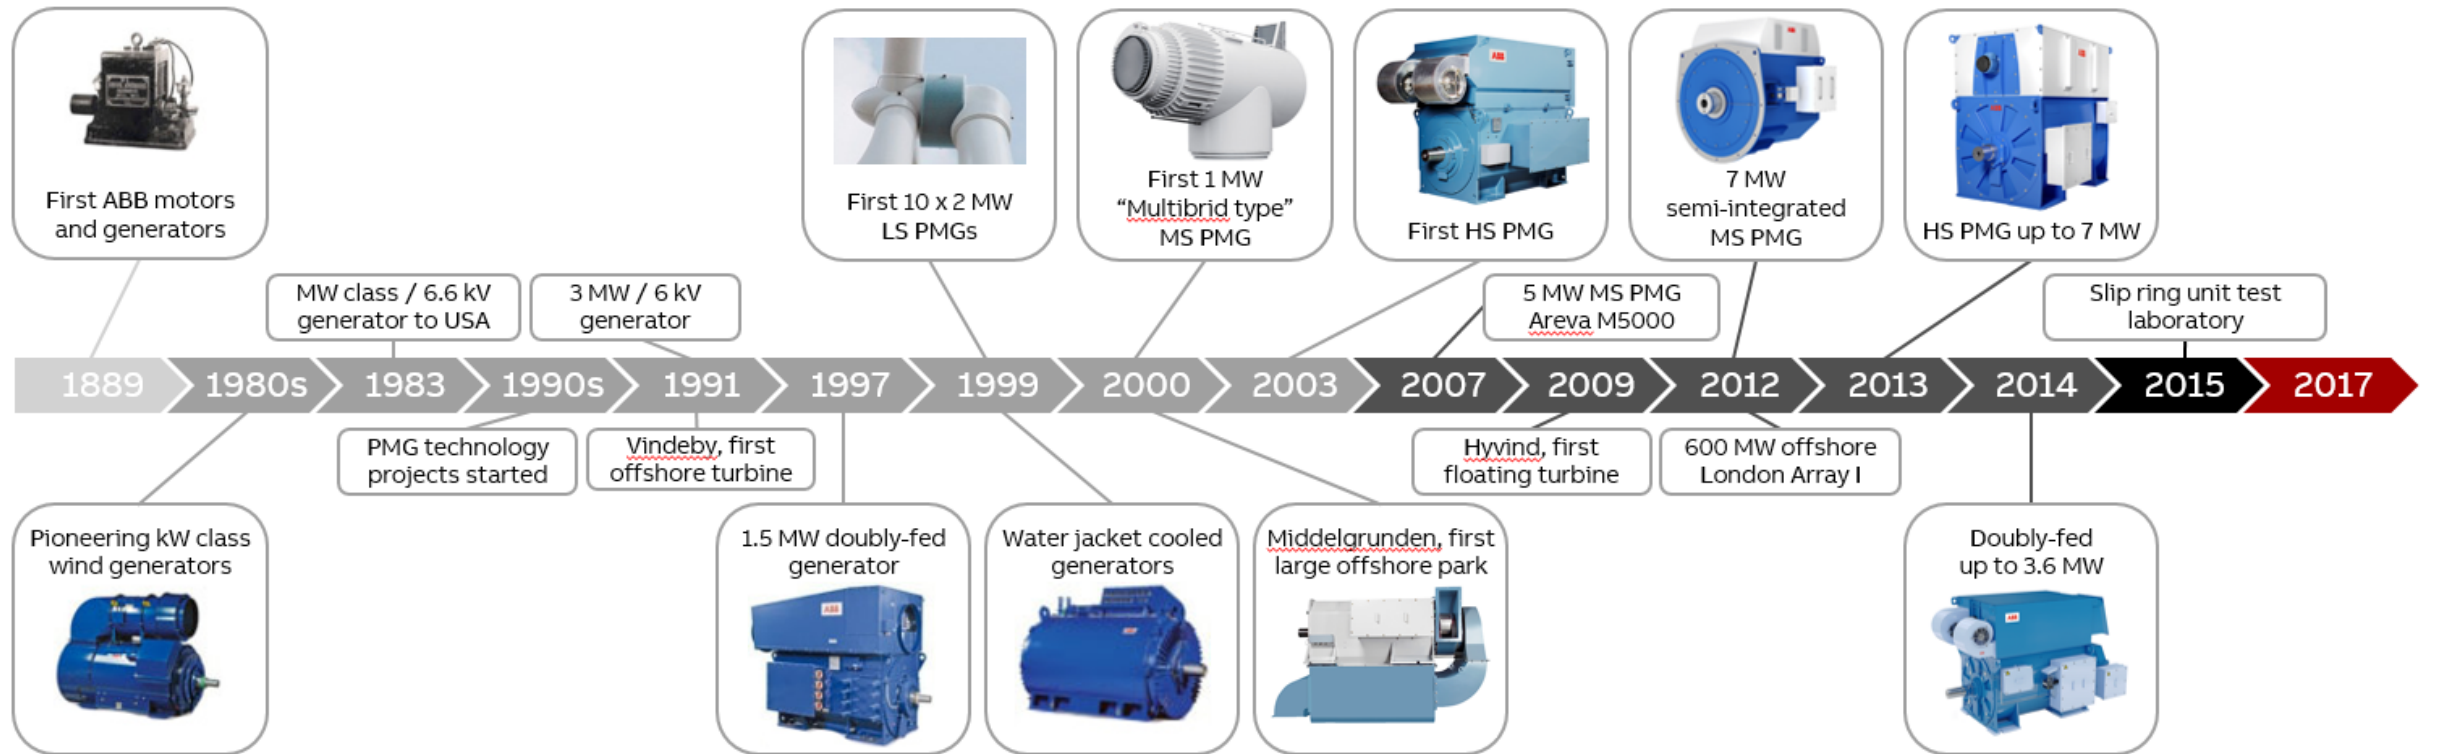 First ABB motors
and generators
First 10 x 2 MW
LS PMGs
First 1 MW
“Multibrid type”
MS PMG
ABB
First HS PMG
7 MW
semi-integrated
MS PMG
HS PMG up to 7 MW
MW class / 6.6 kV
generator to USA
3 MW / 6 kV
generator
5 MW MS PMG
Areva M5000
Slip ring unit test
laboratory
1889
1980s
1983
1990s
1991
1997
1999
2000
2003
2007
2009
2012
2013
2014
2015
2017
PMG technology
projects started
Vindeby, first
offshore turbine
Hyvind, first
floating turbine
600 MW offshore
London Array I
Pioneering kW class
wind generators
1.5 MW doubly-fed
generator
ABB
Water jacket cooled
generators
Middelgrunden, first
large offshore park
Doubly-fed
up to 3.6 MW
ABB